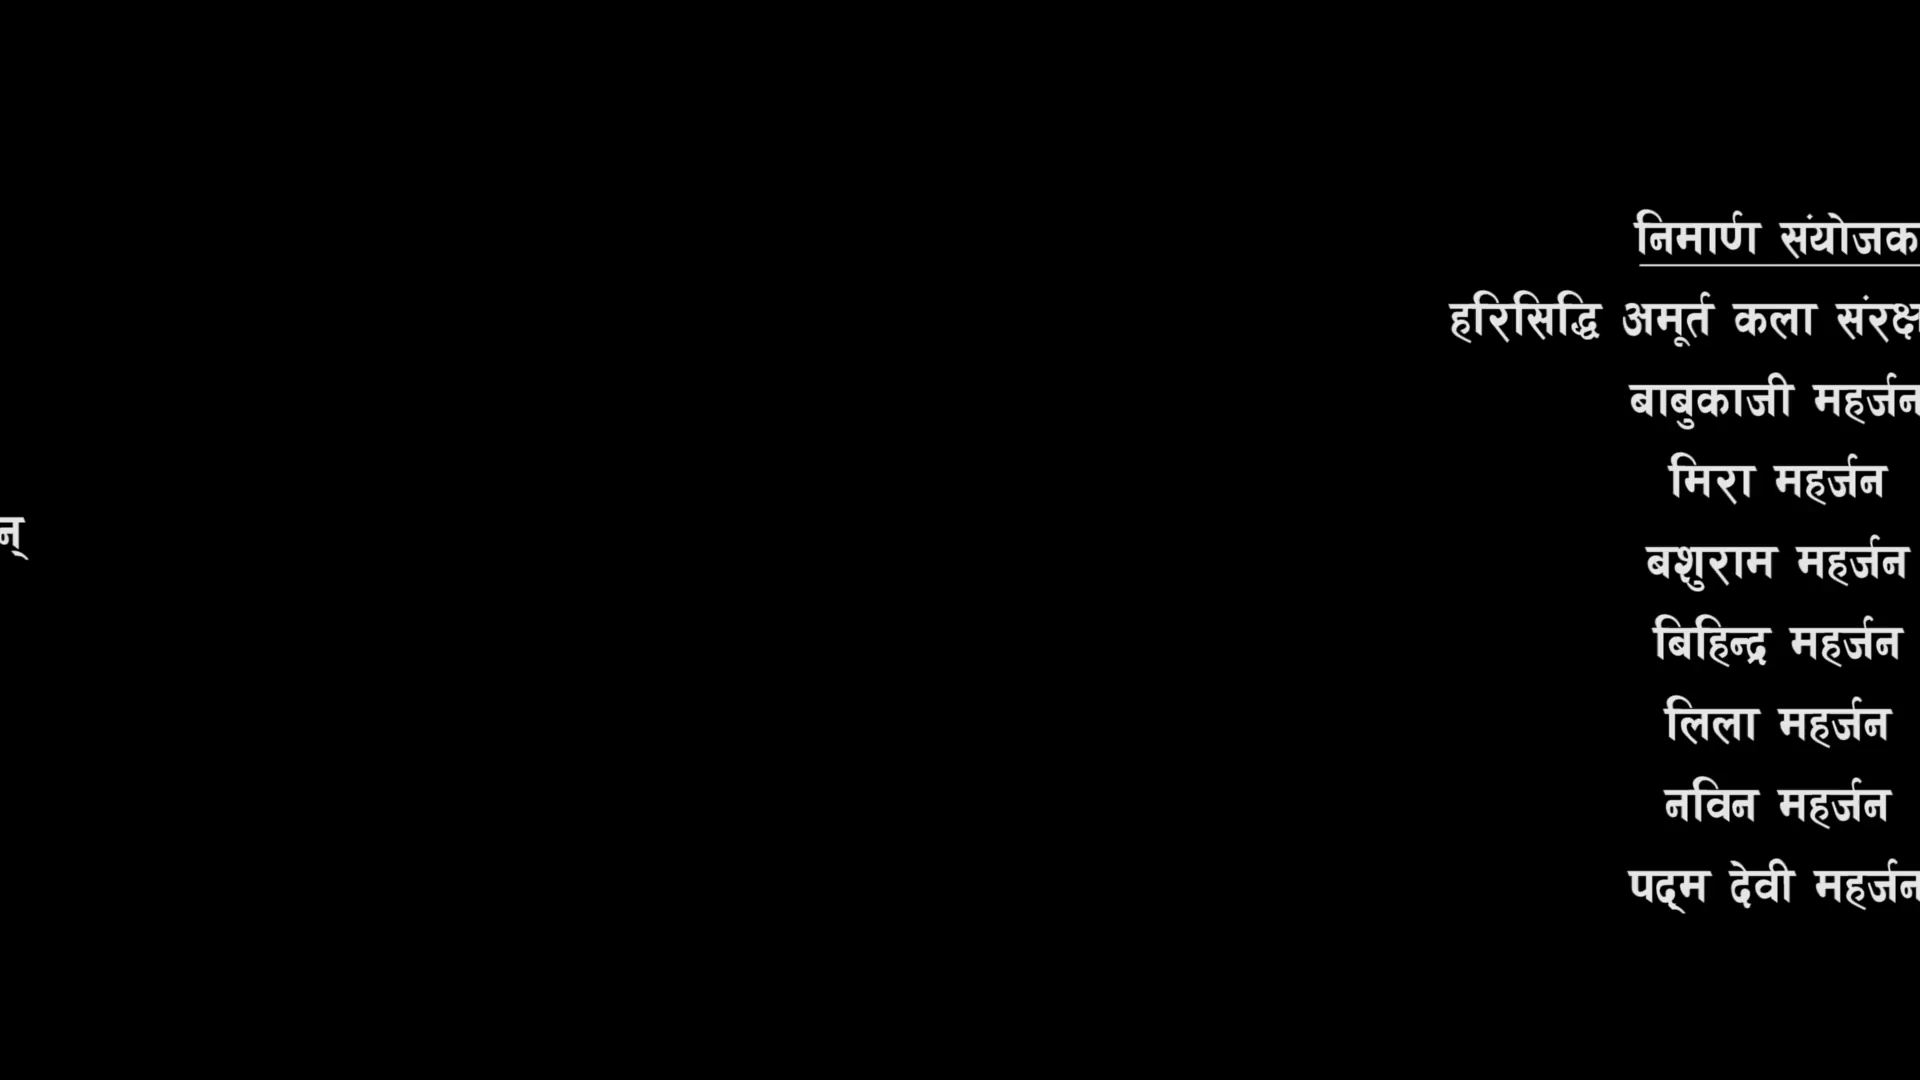 निमार्ण संयोजक
हरिसिद्धि अमूर्त कला संरक्ष
बाबुकाजी महर्जन
मिरा महर्जन
बशुराम महर्जन
न्
बिहिन्द्र महर्जन
लिला महर्जन
नविन महर्जन
पद्म देवी महर्जन